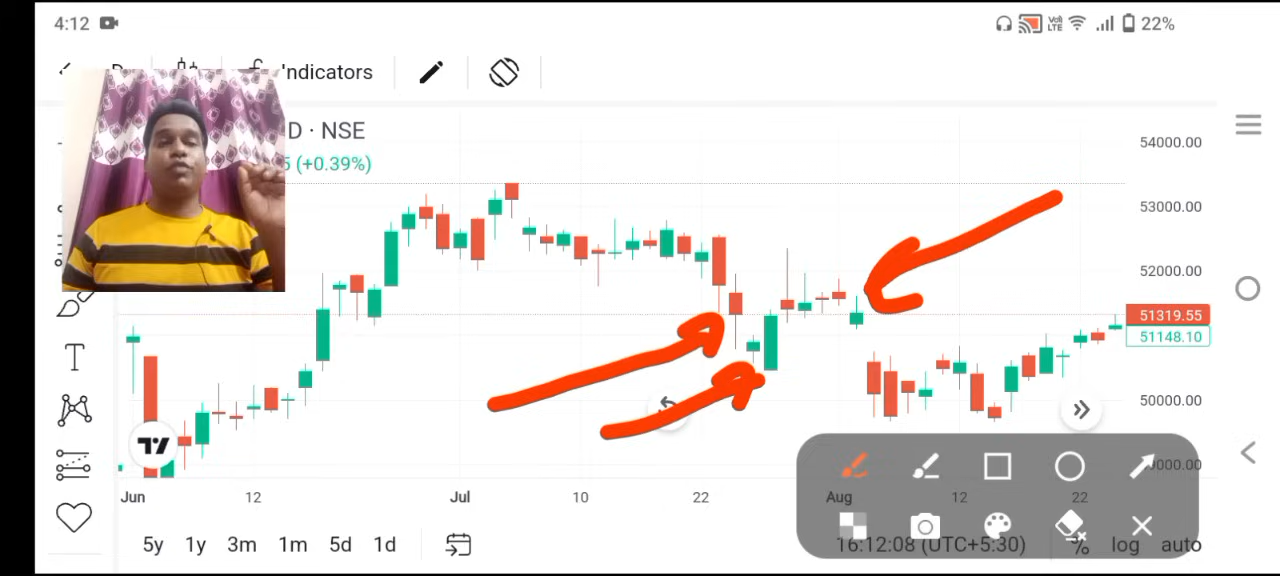 4:12 22%
Indicators
D · NSE
5 (+0.39%)
54000.00
53000.00
52000.00
51319.55
51148.10
50000.00
Jun 12 Jul 10 22 Aug 12 22
5y 1y 3m 1m 5d 1d 16:12:08 (UTC+5:30) % log auto